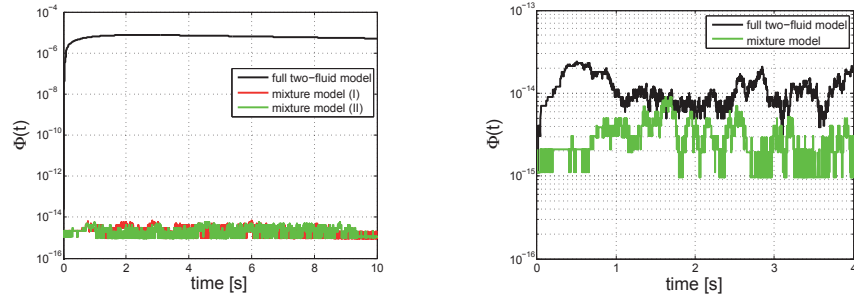 10⁻⁴
10⁻⁶
10⁻⁸
10⁻¹⁰
10⁻¹²
10⁻¹⁴
10⁻¹⁶
Φ(t)
full two-fluid model
mixture model (I)
mixture model (II)
0 2 4 6 8 10
time [s]
10⁻¹³
10⁻¹⁴
10⁻¹⁵
10⁻¹⁶
Φ(t)
full two-fluid model
mixture model
0 1 2 3 4
time [s]